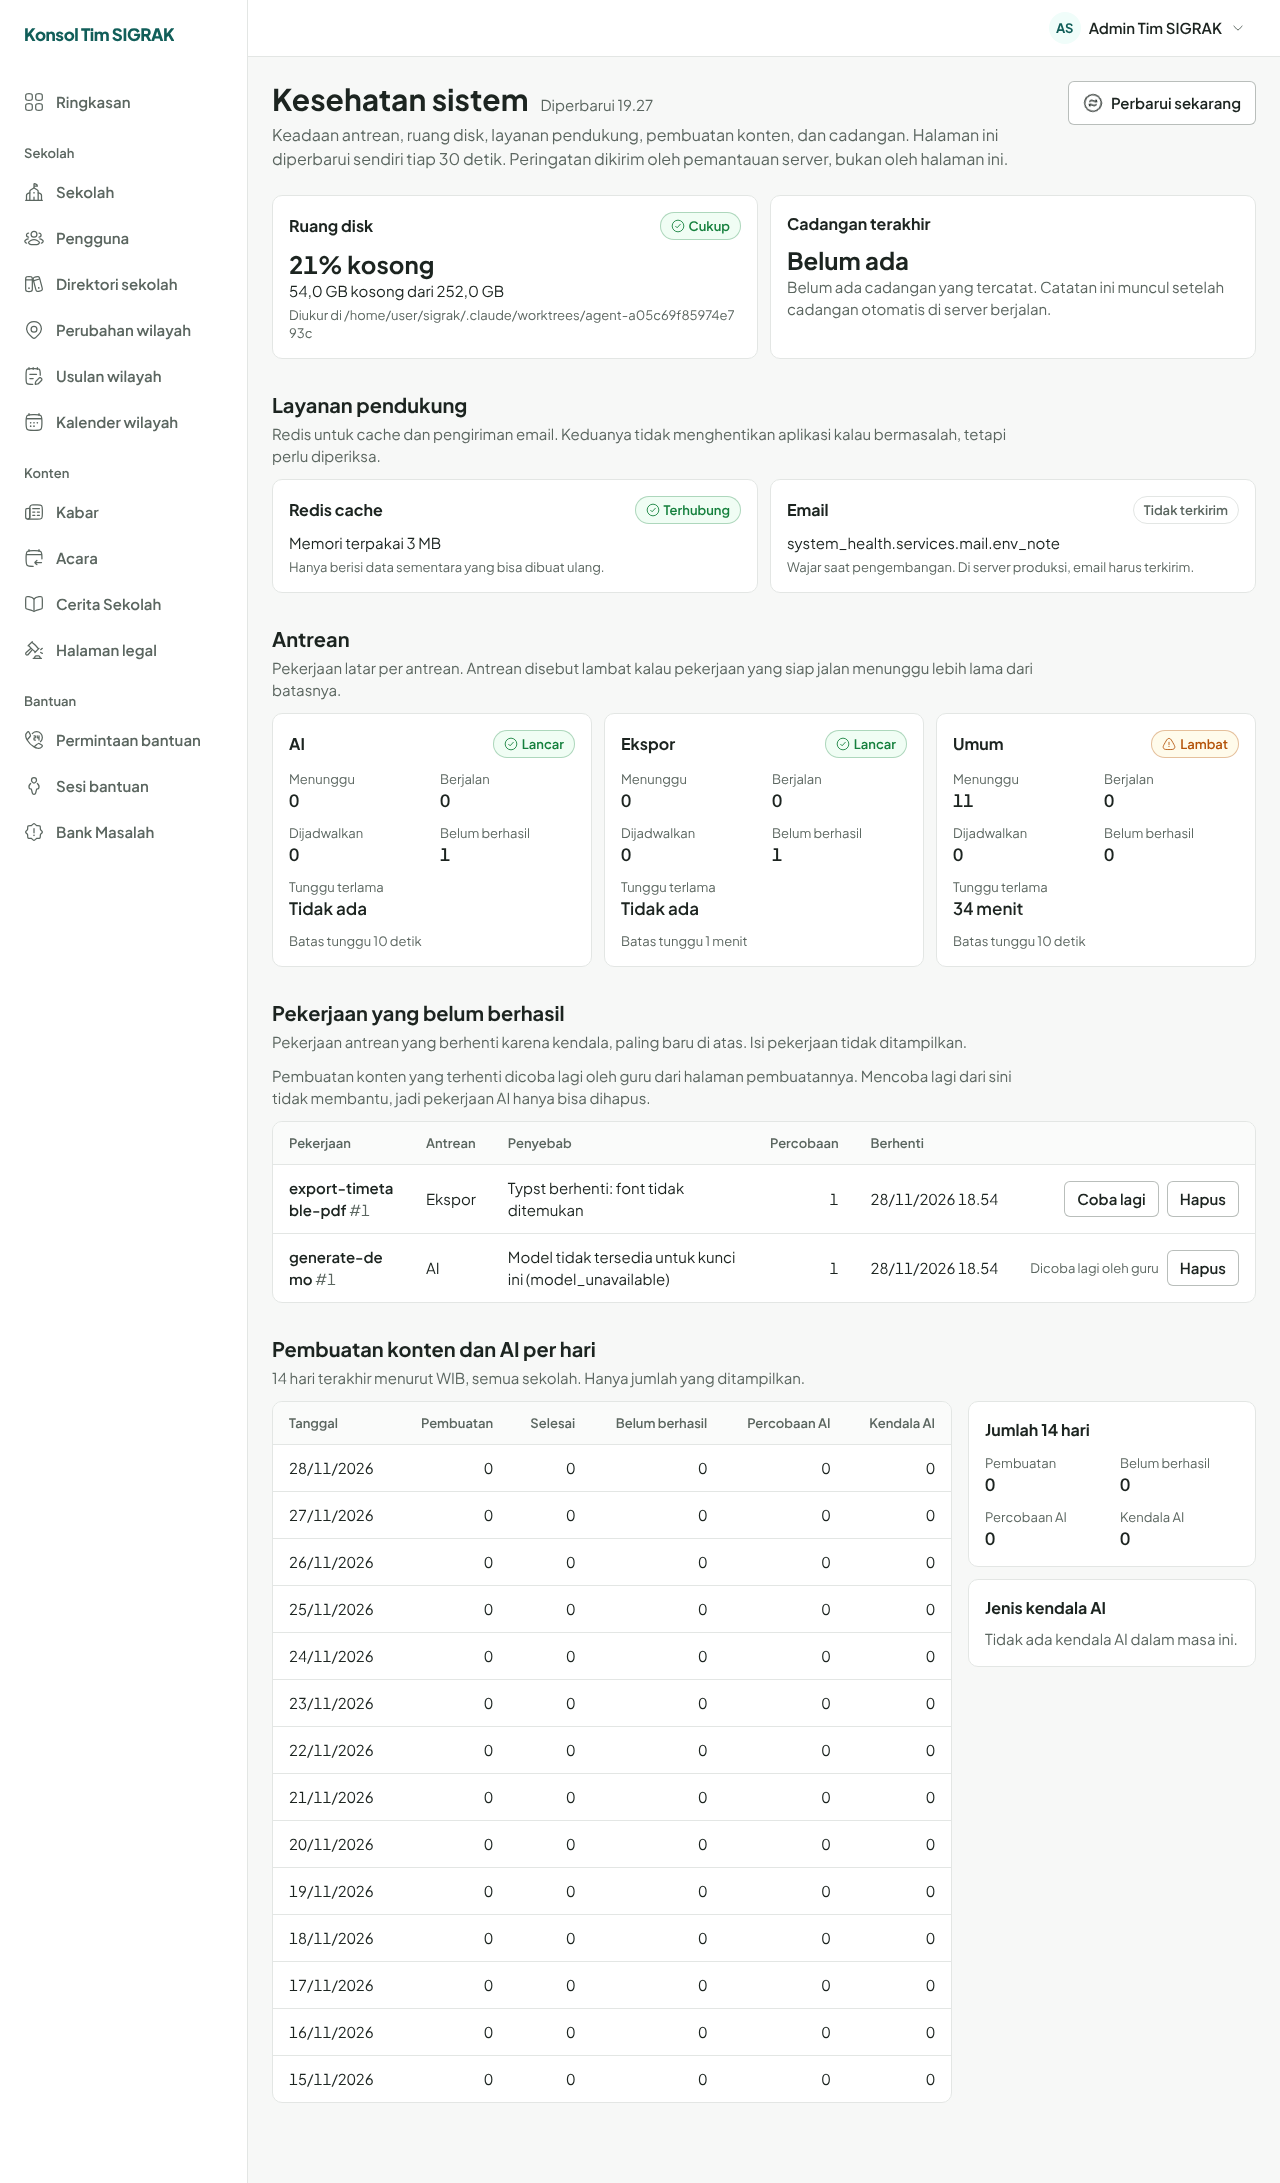 Konsol Tim SIGRAK
AS Admin Tim SIGRAK
Ringkasan
Sekolah
Sekolah
Pengguna
Direktori sekolah
Perubahan wilayah
Usulan wilayah
Kalender wilayah
Konten
Kabar
Acara
Cerita Sekolah
Halaman legal
Bantuan
Permintaan bantuan
Sesi bantuan
Bank Masalah
Kesehatan sistem Diperbarui 19.27
Perbarui sekarang
Keadaan antrean, ruang disk, layanan pendukung, pembuatan konten, dan cadangan. Halaman ini
diperbarui sendiri tiap 30 detik. Peringatan dikirim oleh pemantauan server, bukan oleh halaman ini.
Ruang disk Cukup
21% kosong
54,0 GB kosong dari 252,0 GB
Diukur di /home/user/sigrak/.claude/worktrees/agent-a05c69f85974e7
93c
Cadangan terakhir
Belum ada
Belum ada cadangan yang tercatat. Catatan ini muncul setelah
cadangan otomatis di server berjalan.
Layanan pendukung
Redis untuk cache dan pengiriman email. Keduanya tidak menghentikan aplikasi kalau bermasalah, tetapi
perlu diperiksa.
Redis cache Terhubung
Memori terpakai 3 MB
Hanya berisi data sementara yang bisa dibuat ulang.
Email Tidak terkirim
system_health.services.mail.env_note
Wajar saat pengembangan. Di server produksi, email harus terkirim.
Antrean
Pekerjaan latar per antrean. Antrean disebut lambat kalau pekerjaan yang siap jalan menunggu lebih lama dari
batasnya.
AI Lancar
Menunggu Berjalan
0 0
Dijadwalkan Belum berhasil
0 1
Tunggu terlama
Tidak ada
Batas tunggu 10 detik
Ekspor Lancar
Menunggu Berjalan
0 0
Dijadwalkan Belum berhasil
0 1
Tunggu terlama
Tidak ada
Batas tunggu 1 menit
Umum Lambat
Menunggu Berjalan
11 0
Dijadwalkan Belum berhasil
0 0
Tunggu terlama
34 menit
Batas tunggu 10 detik
Pekerjaan yang belum berhasil
Pekerjaan antrean yang berhenti karena kendala, paling baru di atas. Isi pekerjaan tidak ditampilkan.
Pembuatan konten yang terhenti dicoba lagi oleh guru dari halaman pembuatannya. Mencoba lagi dari sini
tidak membantu, jadi pekerjaan AI hanya bisa dihapus.
Pekerjaan Antrean Penyebab Percobaan Berhenti
export-timeta
ble-pdf #1 Ekspor Typst berhenti: font tidak
ditemukan 1 28/11/2026 18.54 Coba lagi Hapus
generate-de
mo #1 AI Model tidak tersedia untuk kunci
ini (model_unavailable) 1 28/11/2026 18.54 Dicoba lagi oleh guru Hapus
Pembuatan konten dan AI per hari
14 hari terakhir menurut WIB, semua sekolah. Hanya jumlah yang ditampilkan.
Tanggal Pembuatan Selesai Belum berhasil Percobaan AI Kendala AI
28/11/2026 0 0 0 0 0
27/11/2026 0 0 0 0 0
26/11/2026 0 0 0 0 0
25/11/2026 0 0 0 0 0
24/11/2026 0 0 0 0 0
23/11/2026 0 0 0 0 0
22/11/2026 0 0 0 0 0
21/11/2026 0 0 0 0 0
20/11/2026 0 0 0 0 0
19/11/2026 0 0 0 0 0
18/11/2026 0 0 0 0 0
17/11/2026 0 0 0 0 0
16/11/2026 0 0 0 0 0
15/11/2026 0 0 0 0 0
Jumlah 14 hari
Pembuatan Belum berhasil
0 0
Percobaan AI Kendala AI
0 0
Jenis kendala AI
Tidak ada kendala AI dalam masa ini.